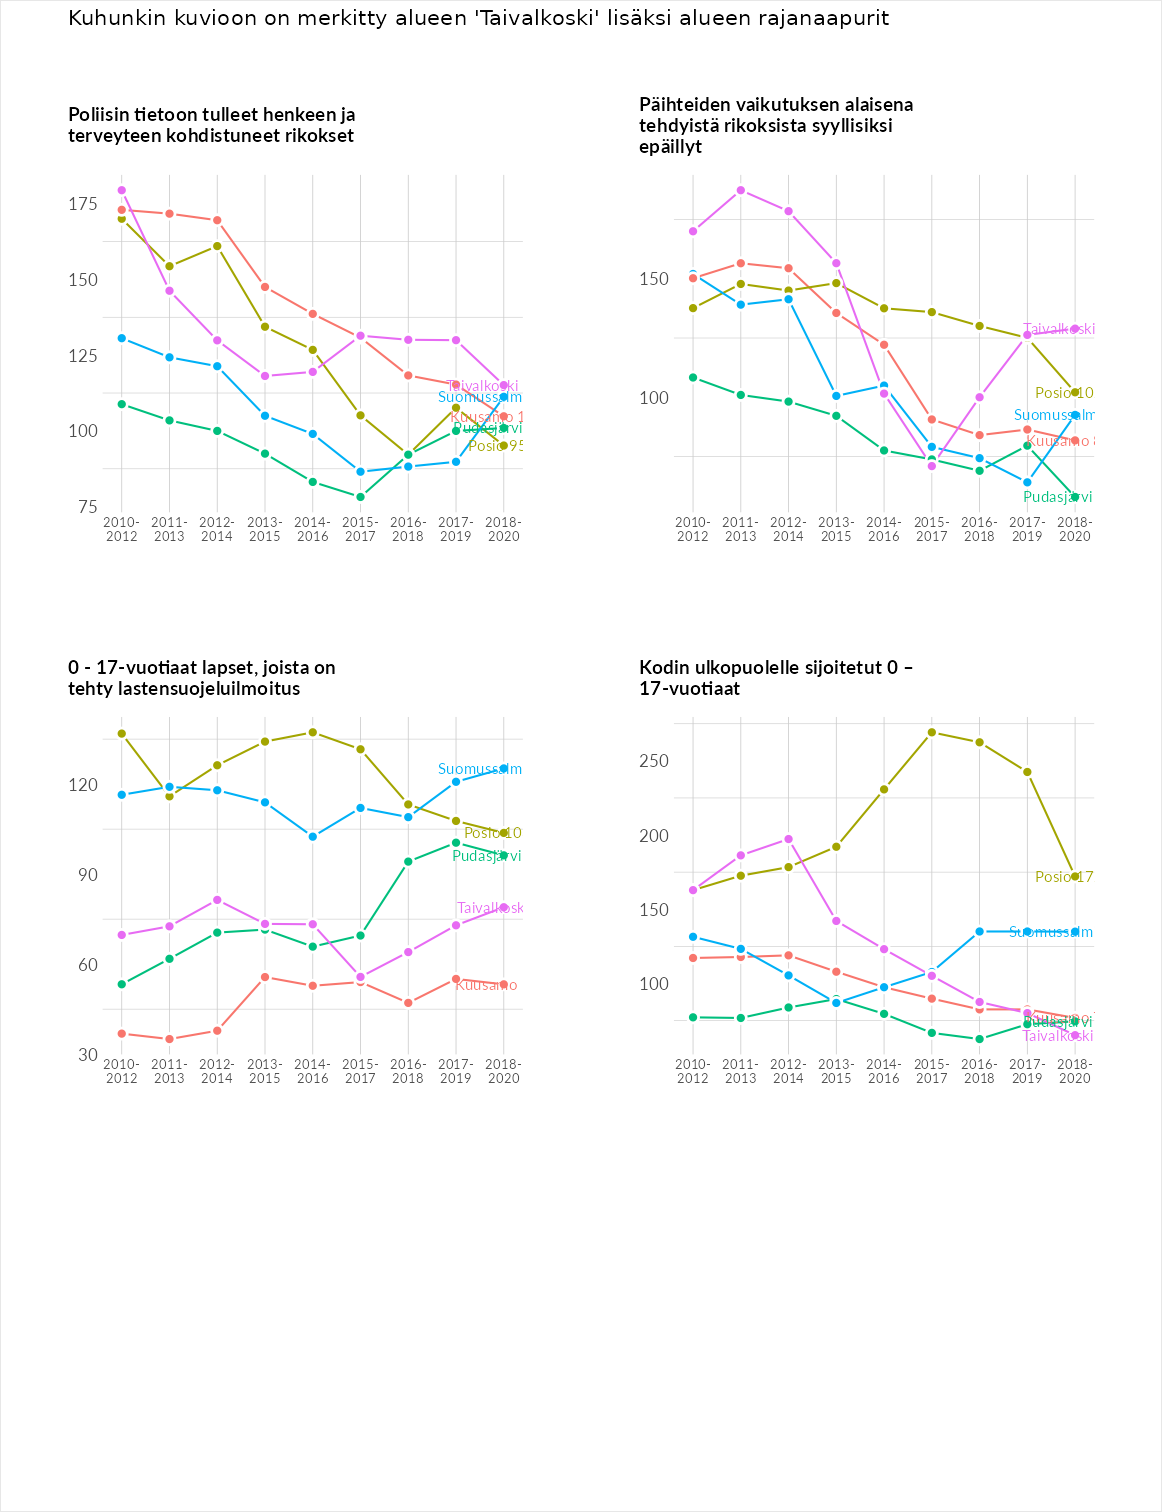 Kuhunkin kuvioon on merkitty alueen 'Taivalkoski' lisäksi alueen rajanaapurit
Poliisin tietoon tulleet henkeen ja
terveyteen kohdistuneet rikokset
175
150
125
100
75
Taivalkoski
Suomussalm
Kuusamo 1
Pudasjärvi
Posio 95
2010- 2011- 2012- 2013- 2014- 2015- 2016- 2017- 2018-
2012 2013 2014 2015 2016 2017 2018 2019 2020
Päihteiden vaikutuksen alaisena
tehdyistä rikoksista syyllisiksi
epäillyt
150
100
Taivalkoski
Posio 10
Suomussalm
Kuusamo 8
Pudasjärvi
2010- 2011- 2012- 2013- 2014- 2015- 2016- 2017- 2018-
2012 2013 2014 2015 2016 2017 2018 2019 2020
0 - 17-vuotiaat lapset, joista on
tehty lastensuojeluilmoitus
120
90
60
30
Suomussalm
Posio 10
Pudasjärvi
Taivalkosk
Kuusamo
2010- 2011- 2012- 2013- 2014- 2015- 2016- 2017- 2018-
2012 2013 2014 2015 2016 2017 2018 2019 2020
Kodin ulkopuolelle sijoitetut 0 –
17-vuotiaat
250
200
150
100
Posio 17
Suomussalm
Kuusamo
Pudasjärvi
Taivalkoski
2010- 2011- 2012- 2013- 2014- 2015- 2016- 2017- 2018-
2012 2013 2014 2015 2016 2017 2018 2019 2020